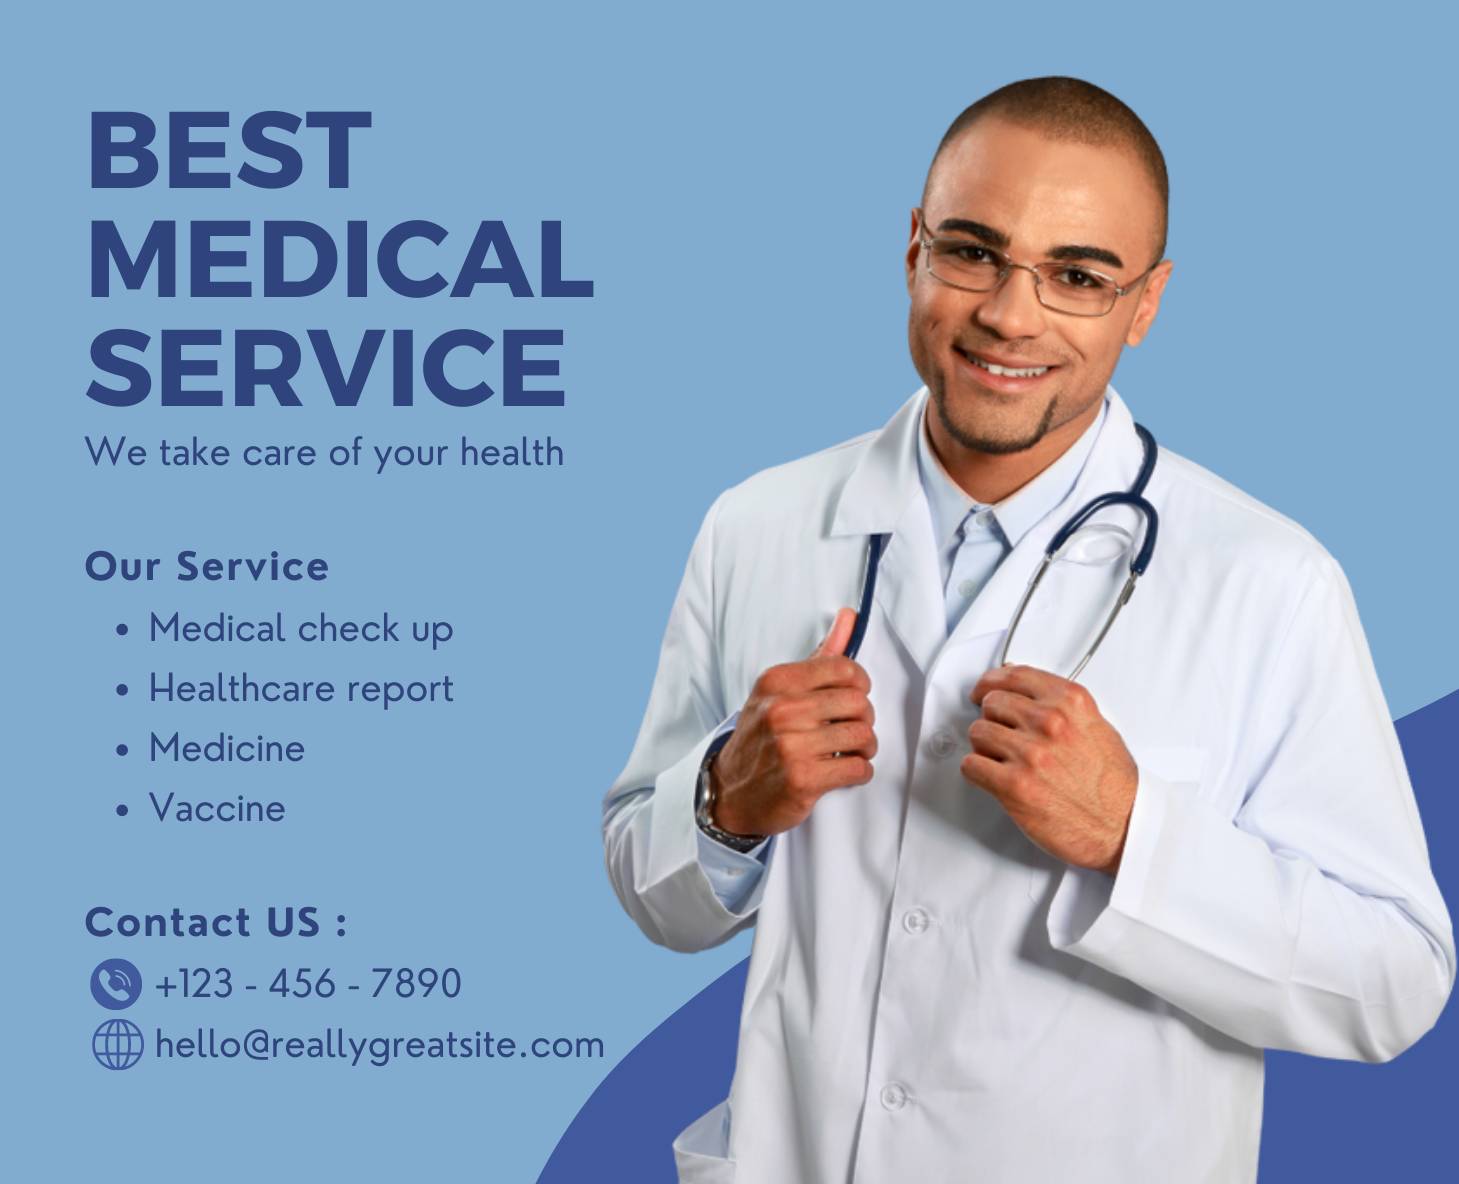 BEST
MEDICAL
SERVICE
We take care of your health
Our Service
• Medical check up
• Healthcare report
• Medicine
• Vaccine
Contact US :
+123 - 456 - 7890
hello@reallygreatsite.com